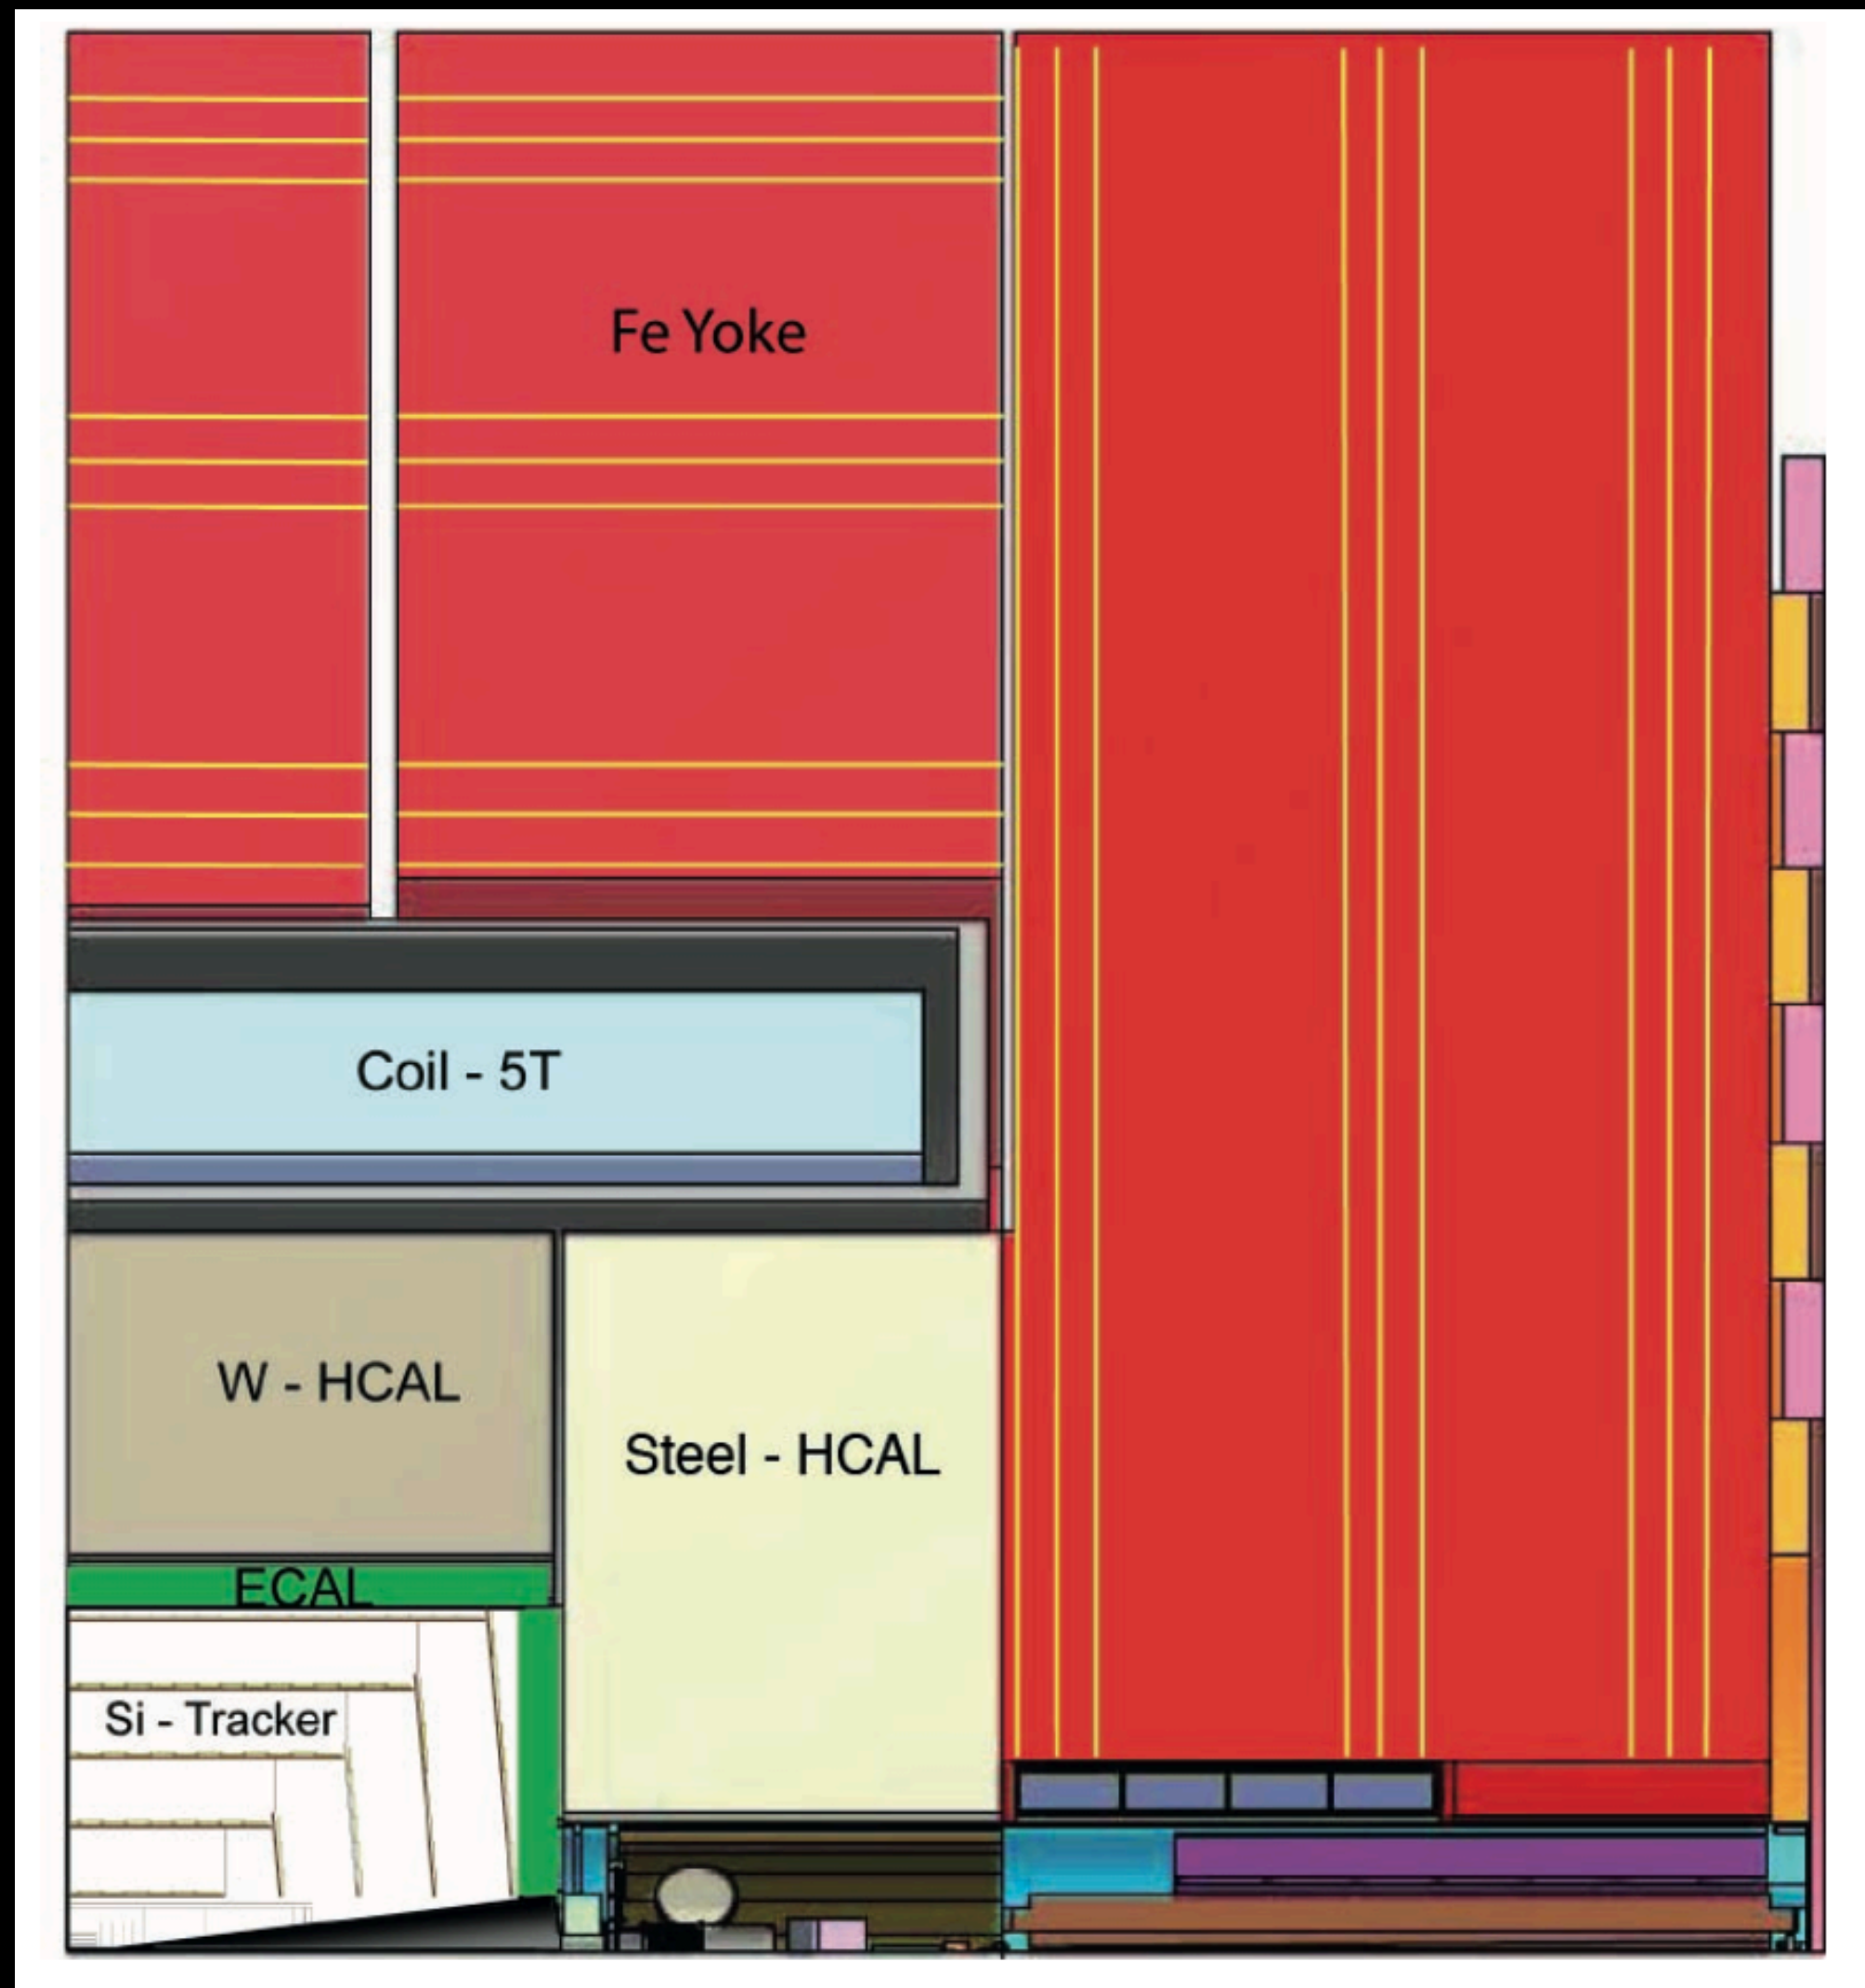 Fe Yoke
Coil - 5T
W - HCAL
Steel - HCAL
ECAL
Si - Tracker